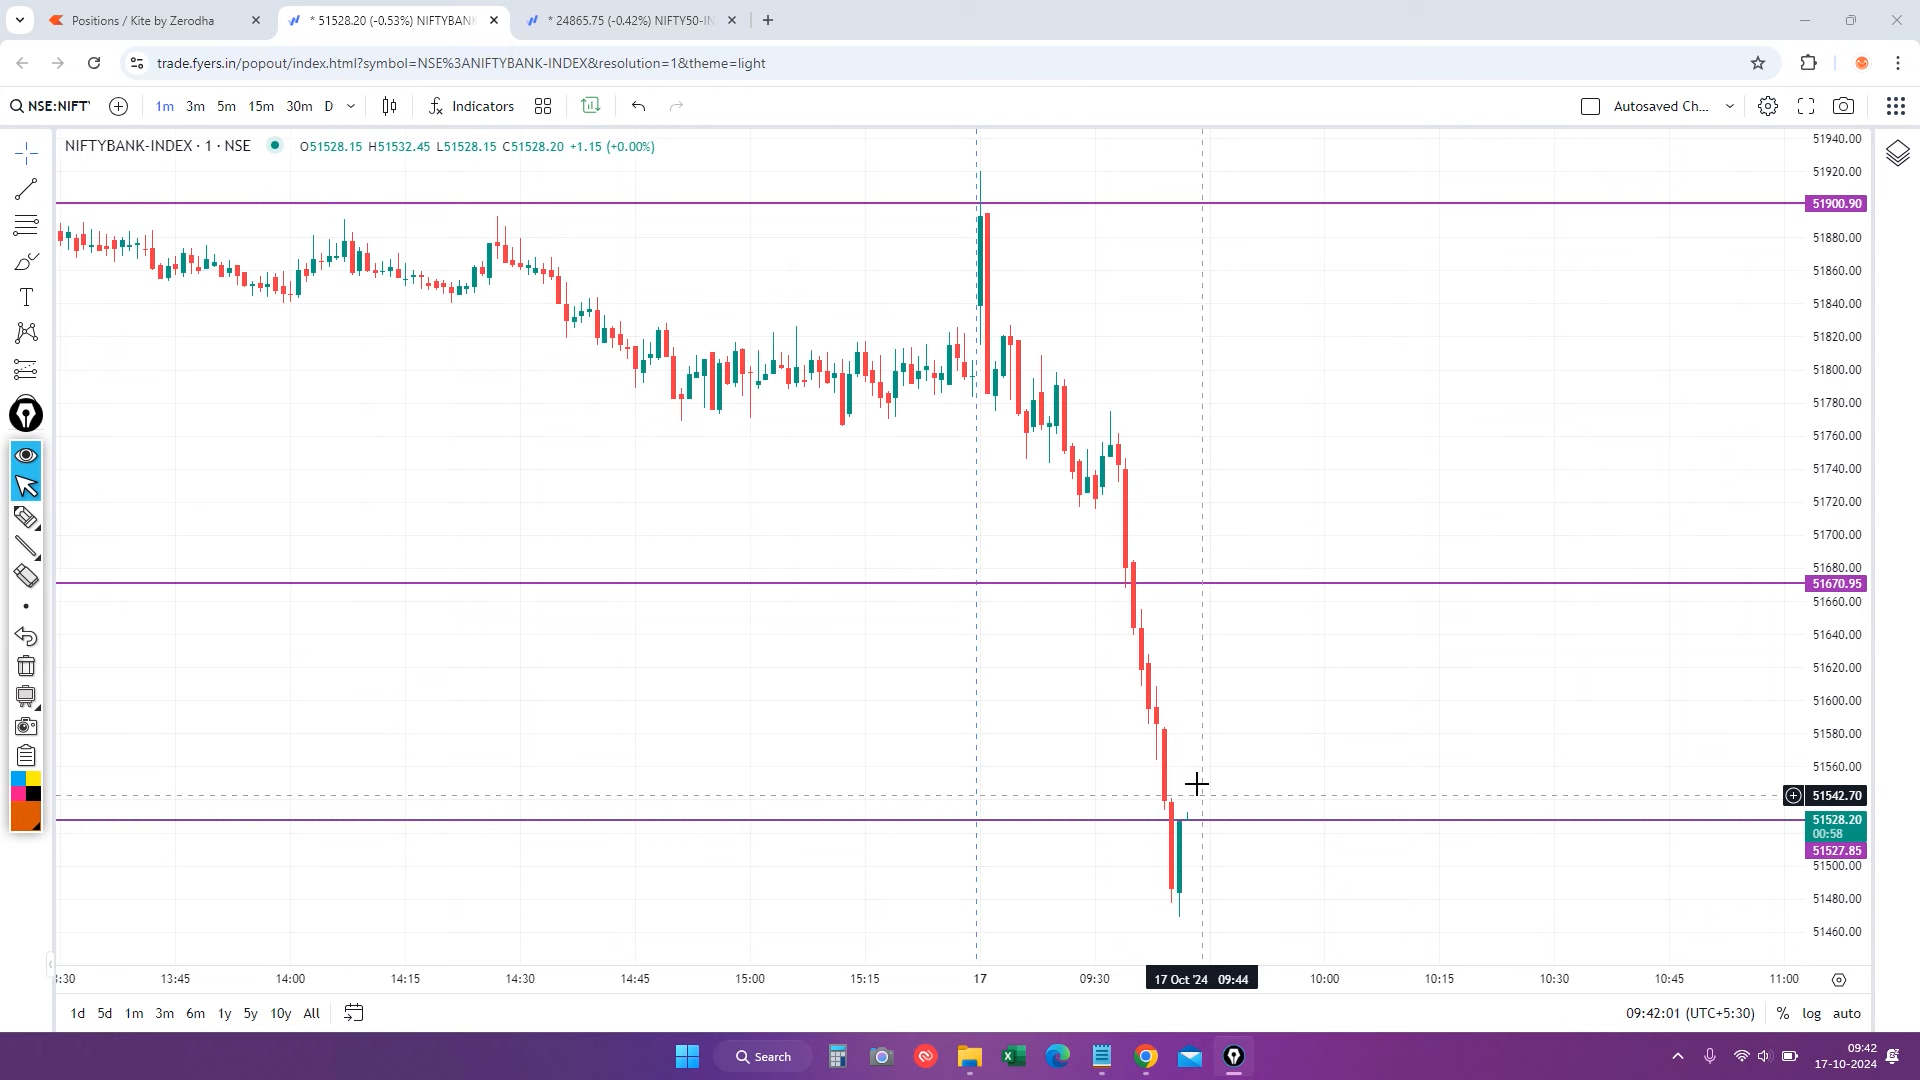 Positions / Kite by Zerodha
* 51528.20 (-0.53%) NIFTYBANK
* 24865.75 (-0.42%) NIFTY50-IN
trade.fyers.in/popout/index.html?symbol=NSE%3ANIFTYBANK-INDEX&resolution=1&theme=light
NSE:NIFT
1m 3m 5m 15m 30m D
Indicators
Autosaved Ch...
NIFTYBANK-INDEX · 1 · NSE
O51528.15 H51532.45 L51528.15 C51528.20 +1.15 (+0.00%)
51940.00
51920.00
51900.90
51880.00
51860.00
51840.00
51820.00
51800.00
51780.00
51760.00
51740.00
51720.00
51700.00
51680.00
51670.95
51660.00
51640.00
51620.00
51600.00
51580.00
51560.00
51542.70
51528.20
00:58
51527.85
51500.00
51480.00
51460.00
:30 13:45 14:00 14:15 14:30 14:45 15:00 15:15 17 09:30 17 Oct '24 09:44 10:00 10:15 10:30 10:45 11:00
1d 5d 1m 3m 6m 1y 5y 10y All
09:42:01 (UTC+5:30) % log auto
Search
09:42
17-10-2024